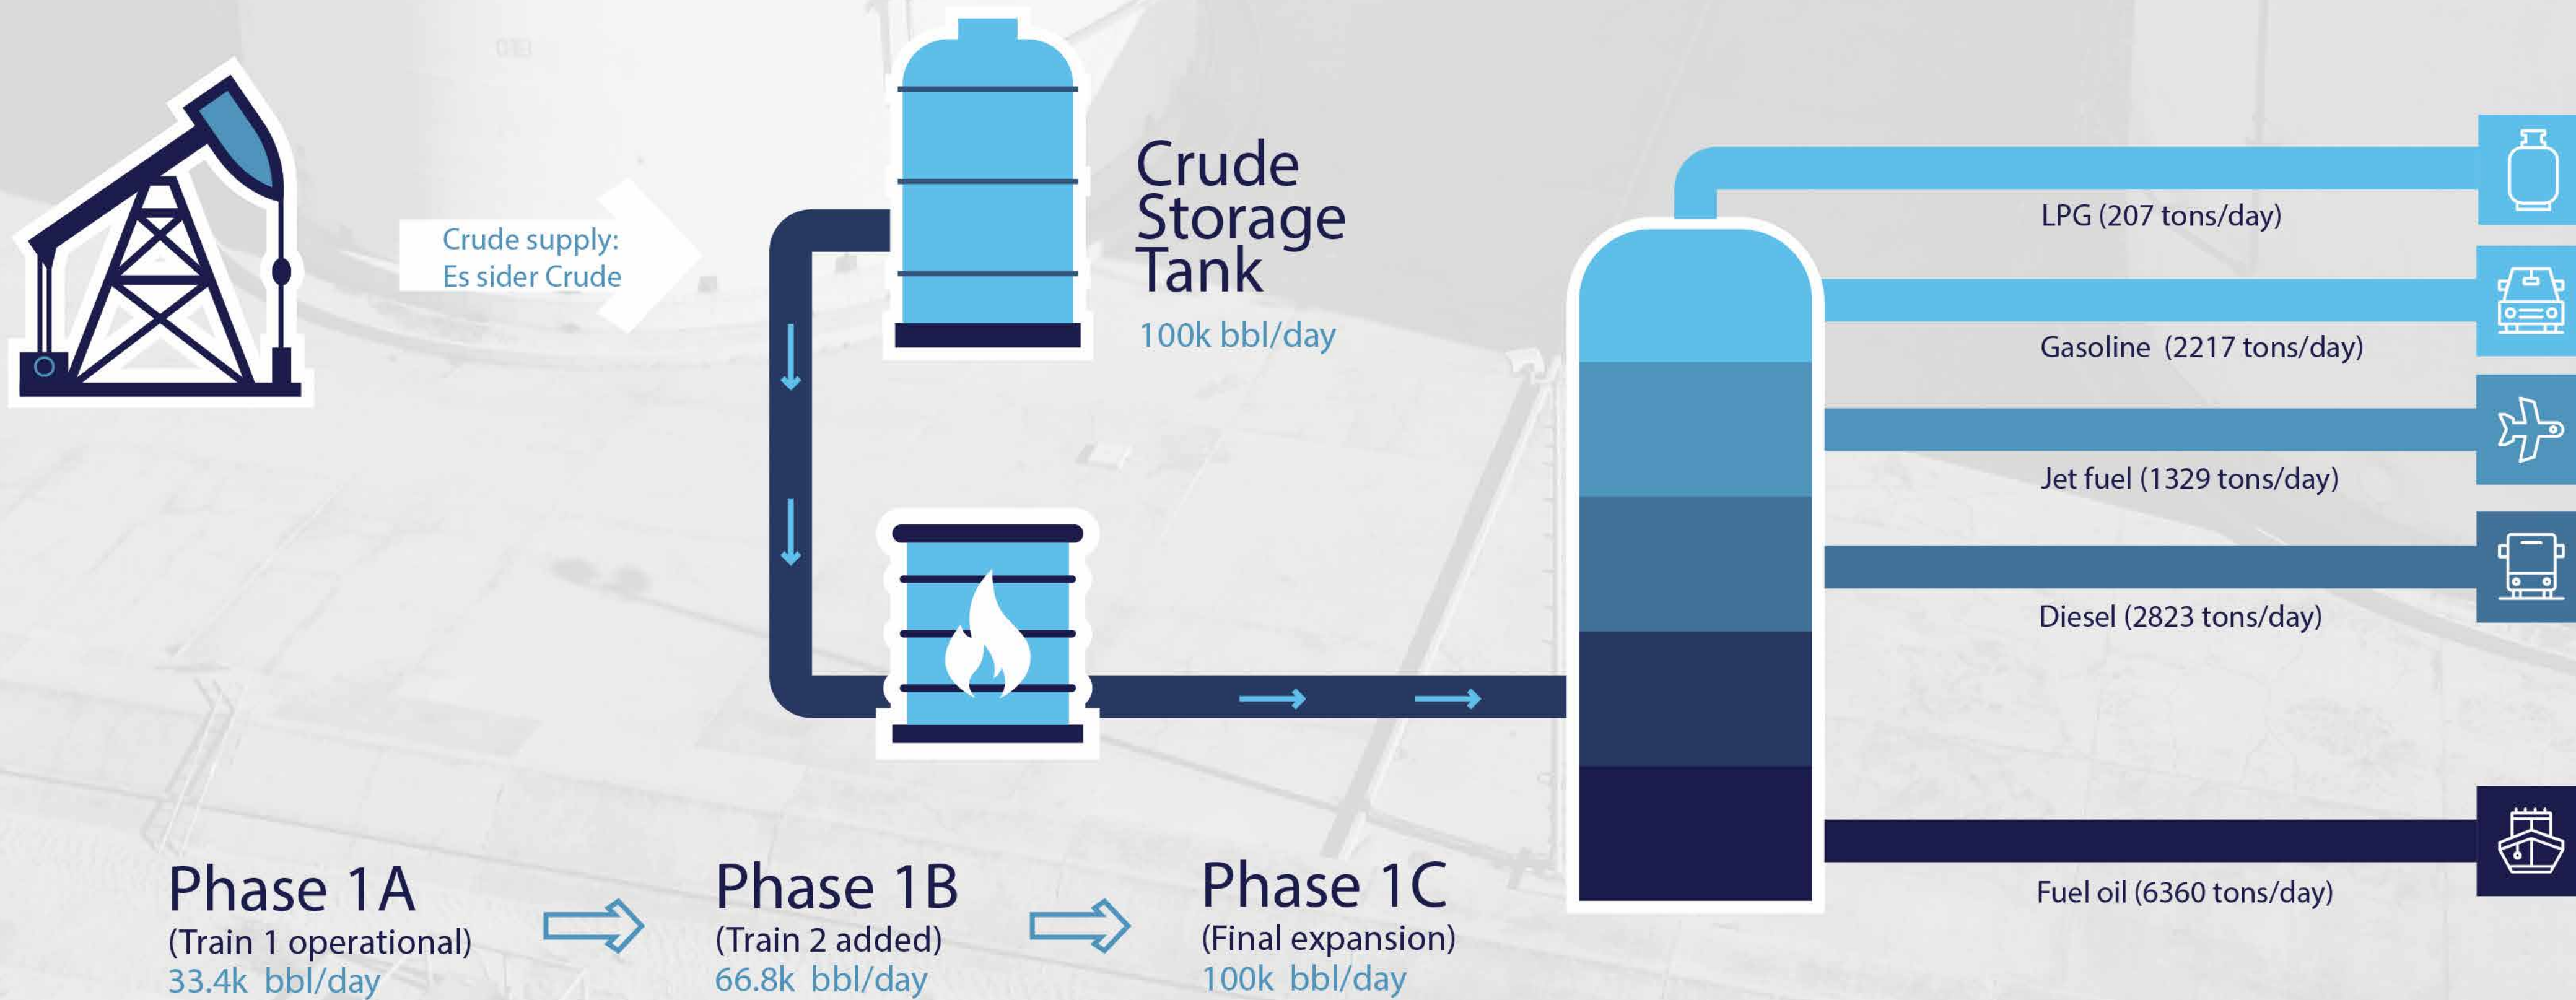 Crude supply:
Es sider Crude
Crude
Storage
Tank
100k bbl/day
LPG (207 tons/day)
Gasoline (2217 tons/day)
Jet fuel (1329 tons/day)
Diesel (2823 tons/day)
Fuel oil (6360 tons/day)
Phase 1A
(Train 1 operational)
33.4k bbl/day
Phase 1B
(Train 2 added)
66.8k bbl/day
Phase 1C
(Final expansion)
100k bbl/day